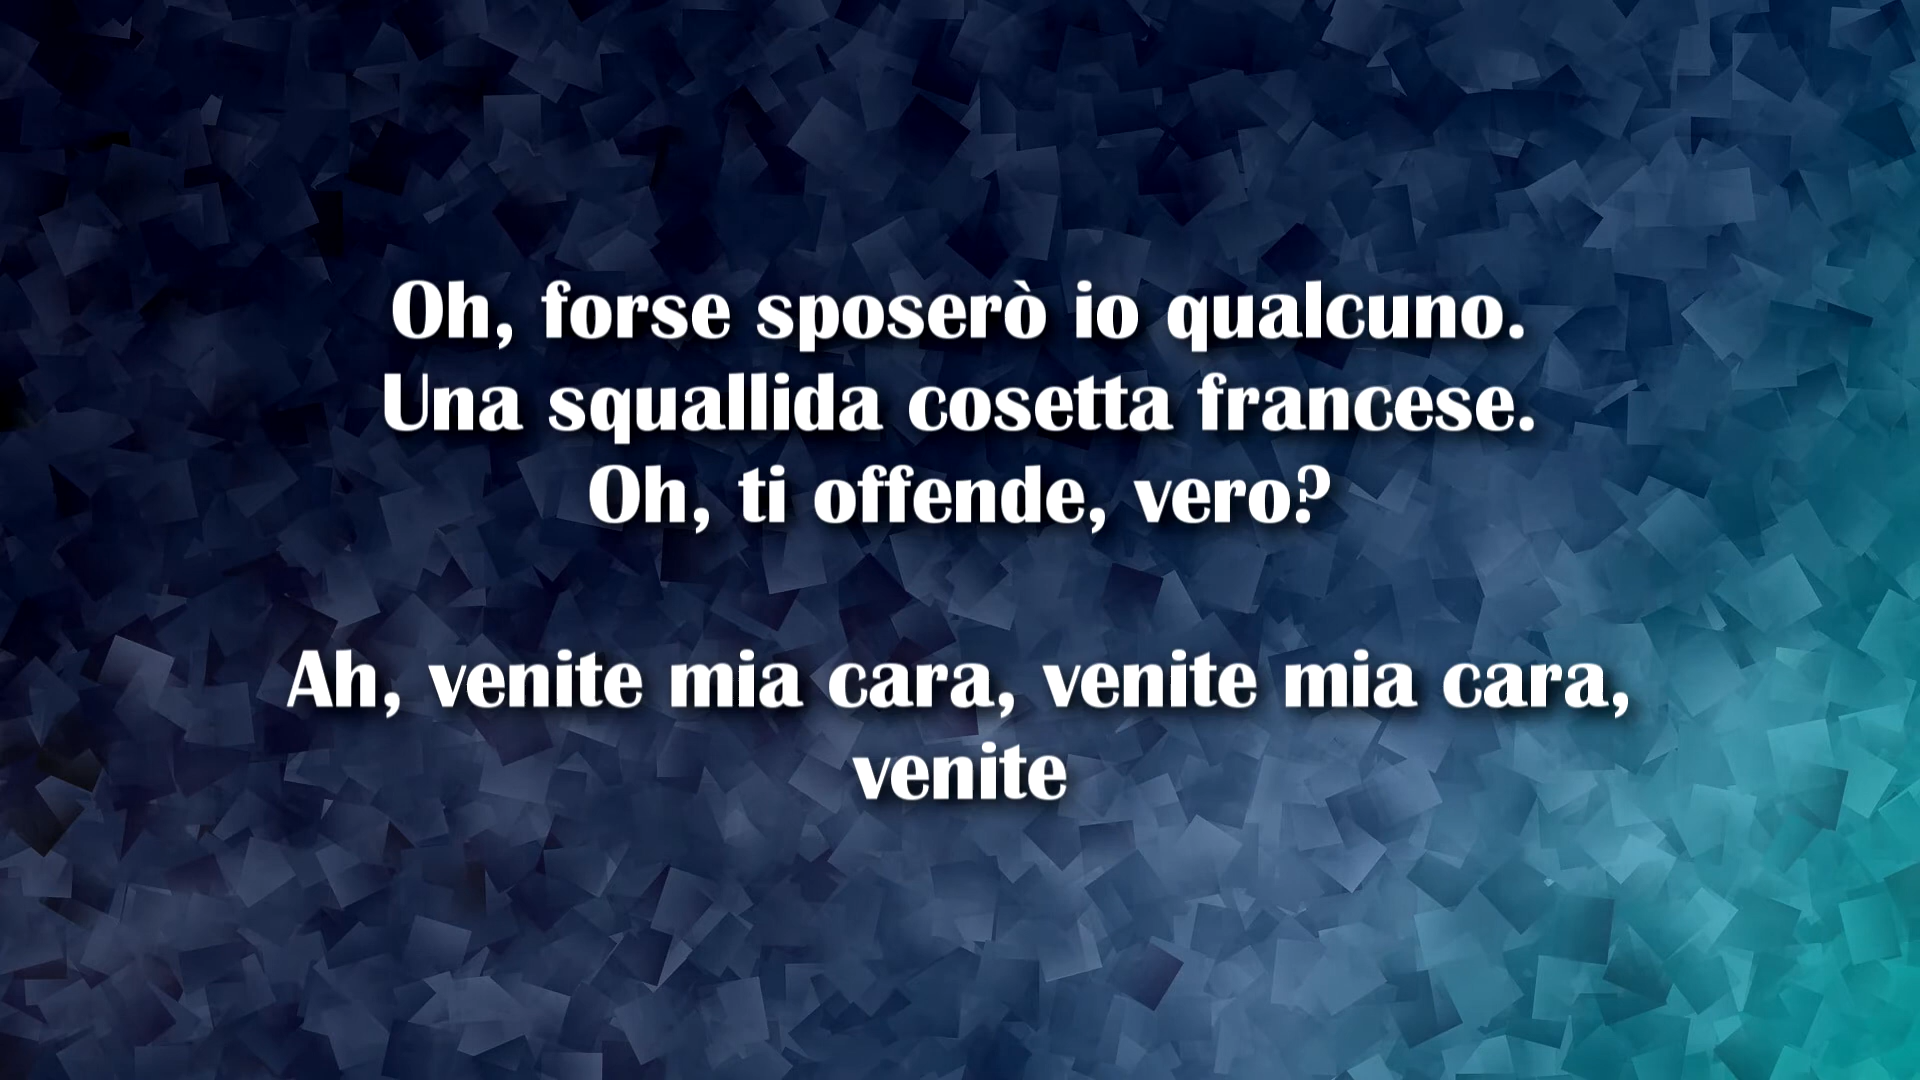 Oh, forse sposerò io qualcuno.
Una squallida cosetta francese.
Oh, ti offende, vero?
Ah, venite mia cara, venite mia cara,
venite